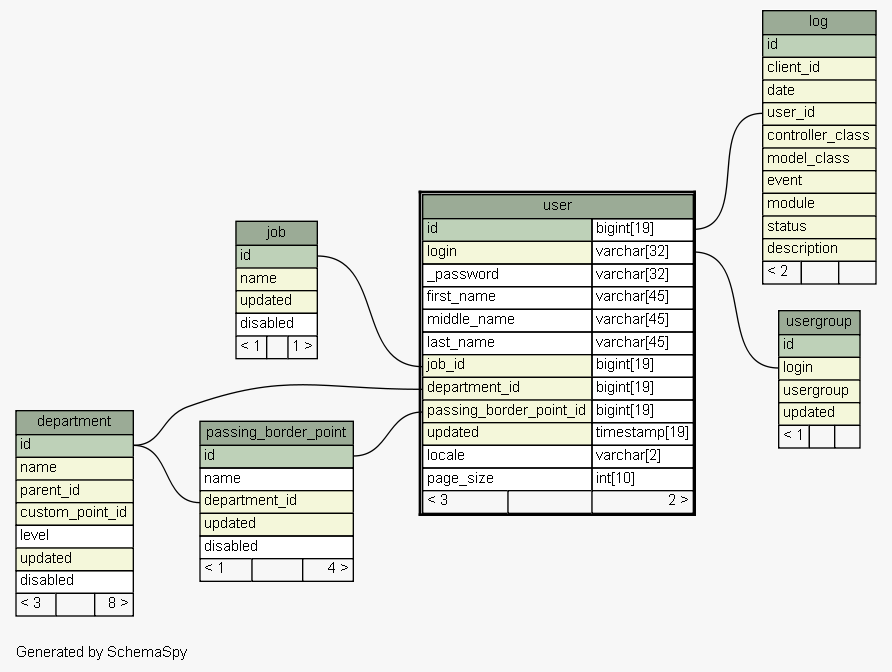 log
id
client_id
date
user_id
controller_class
model_class
event
module
status
description
< 2
user
id bigint[19]
login varchar[32]
_password varchar[32]
first_name varchar[45]
middle_name varchar[45]
last_name varchar[45]
job_id bigint[19]
department_id bigint[19]
passing_border_point_id bigint[19]
updated timestamp[19]
locale varchar[2]
page_size int[10]
< 3 2 >
job
id
name
updated
disabled
< 1 1 >
usergroup
id
login
usergroup
updated
< 1
department
id
name
parent_id
custom_point_id
level
updated
disabled
< 3 8 >
passing_border_point
id
name
department_id
updated
disabled
< 1 4 >
Generated by SchemaSpy